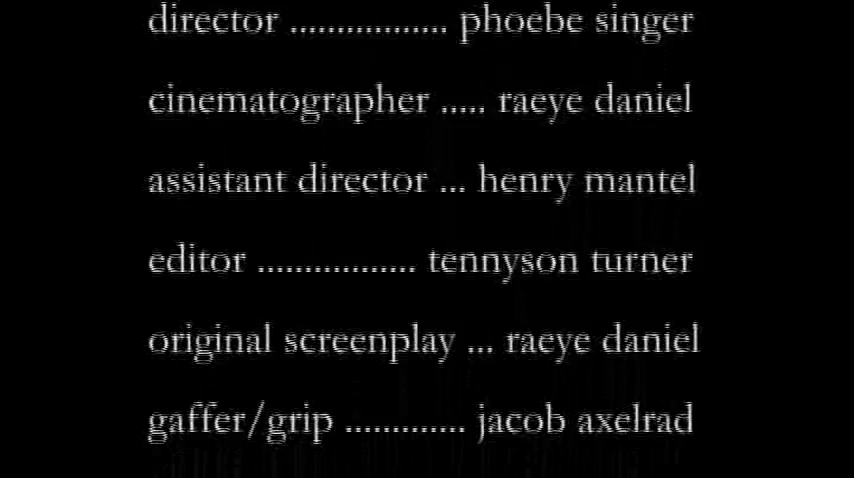 director ................. phoebe singer
cinematographer ..... raeye daniel
assistant director ... henry mantel
editor ................. tennyson turner
original screenplay ... raeye daniel
gaffer/grip ............. jacob axelrad